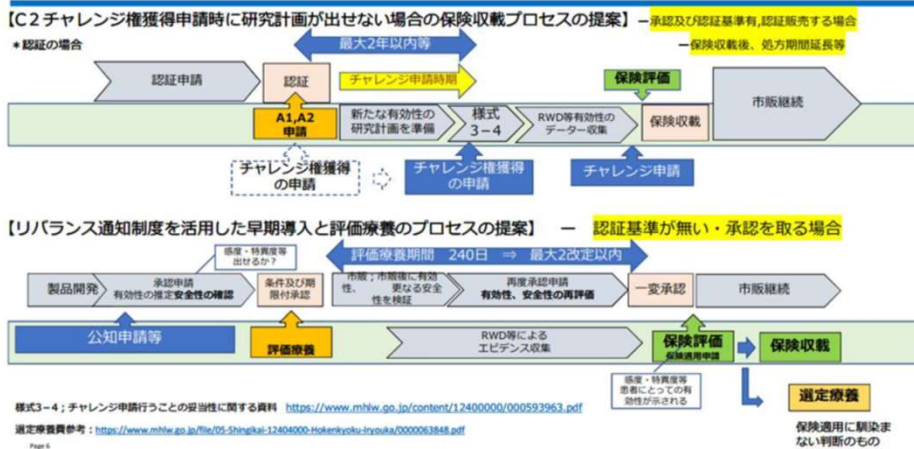 【C2チャレンジ権獲得申請時に研究計画が出せない場合の保険収載プロセスの提案】 ―承認及び認証基準有,認証販売する場合
*認証の場合
最大2年以内等
―保険収載後、処方期間延長等
認証申請
認証
チャレンジ申請時期
保険評価
市販継続
A1,A2
申請
新たな有効性の
研究計画を準備
様式
3-4
RWD等有効性の
データー収集
保険収載
チャレンジ権獲得
の申請
チャレンジ権獲得
の申請
チャレンジ申請
【リバランス通知制度を活用した早期導入と評価療養のプロセスの提案】 ― 認証基準が無い・承認を取る場合
感度・特異度等
出せるか?
評価療養期間 240日 ⇒ 最大2改定以内
製品開発
承認申請
有効性の推定安全性の確認
条件及び期
限付承認
市販;市販後に有効
性、 更なる安全
性を検証
再度承認申請
有効性、安全性の再評価
一変承認
市販継続
公知申請等
評価療養
RWD等による
エビデンス収集
保険評価
保険適用申請
保険収載
感度・特異度等
患者にとっての有
効性が示される
選定療養
保険適用に馴染ま
ない判断のもの
様式3-4;チャレンジ申請行うことの妥当性に関する資料 https://www.mhlw.go.jp/content/12400000/000593963.pdf
選定療養費参考:https://www.mhlw.go.jp/file/05-Shingikai-12404000-Hokenkyoku-Iryouka/0000063848.pdf
Page 6